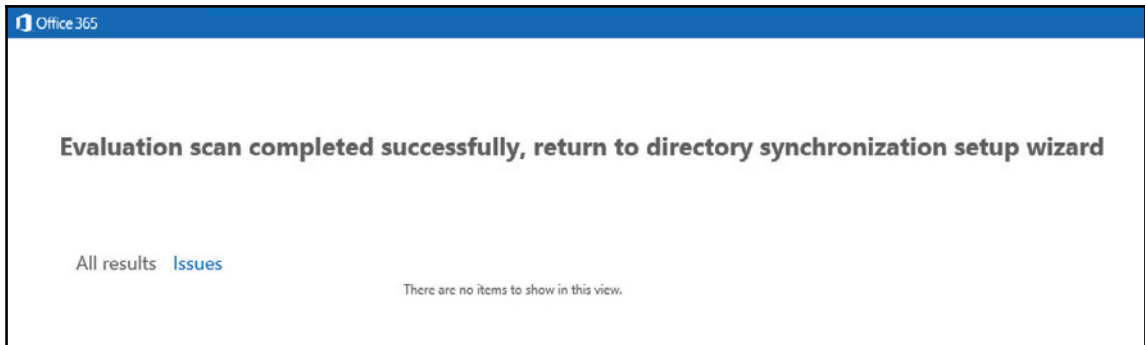 Office 365
Evaluation scan completed successfully, return to directory synchronization setup wizard
All results Issues
There are no items to show in this view.